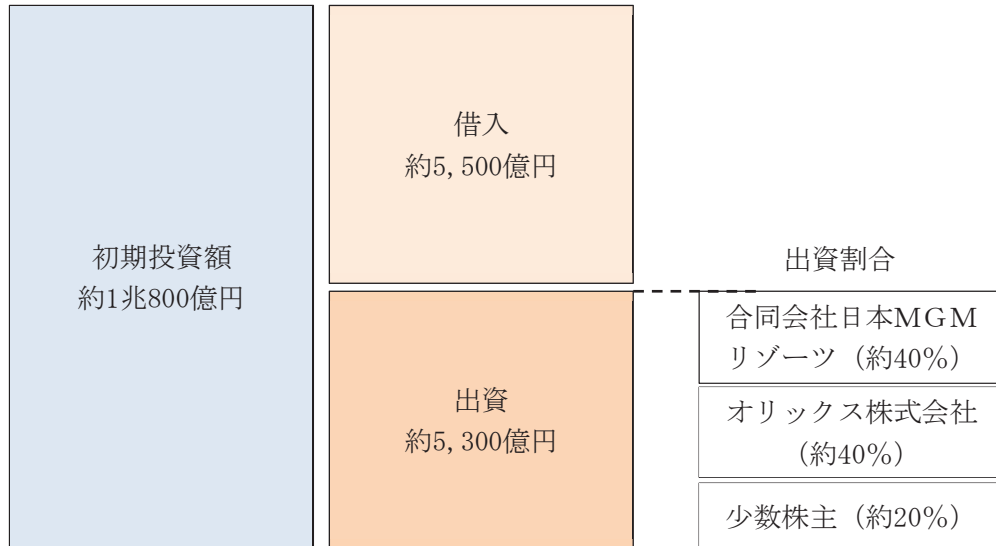 初期投資額
約1兆800億円
借入
約5,500億円
出資
約5,300億円
出資割合
合同会社日本ＭＧＭ
リゾーツ（約40％）
オリックス株式会社
（約40％）
少数株主（約20％）